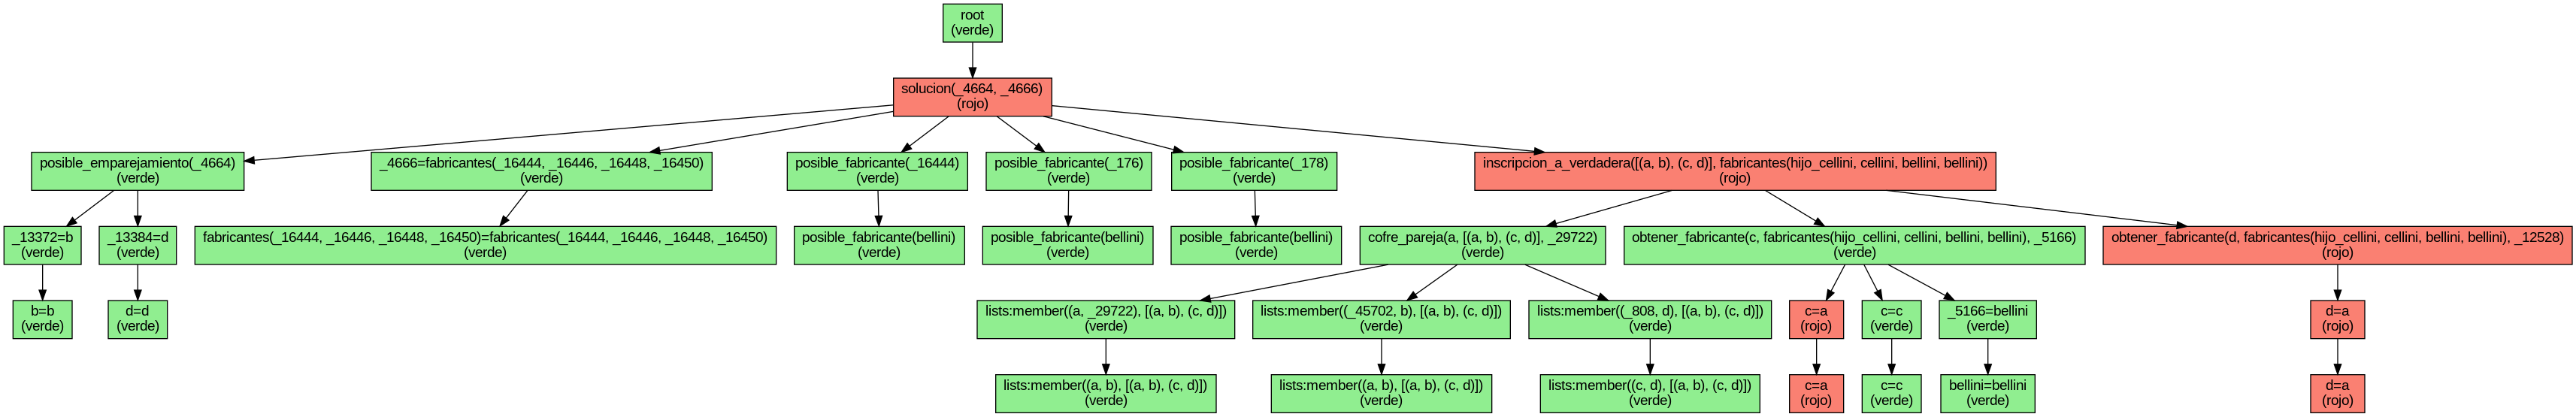 root
(verde)
solucion(_4664, _4666)
(rojo)
posible_emparejamiento(_4664)
(verde)
_4666=fabricantes(_16444, _16446, _16448, _16450)
(verde)
posible_fabricante(_16444)
(verde)
posible_fabricante(_176)
(verde)
posible_fabricante(_178)
(verde)
inscripcion_a_verdadera([(a, b), (c, d)], fabricantes(hijo_cellini, cellini, bellini, bellini))
(rojo)
_13372=b
(verde)
_13384=d
(verde)
fabricantes(_16444, _16446, _16448, _16450)=fabricantes(_16444, _16446, _16448, _16450)
(verde)
posible_fabricante(bellini)
(verde)
posible_fabricante(bellini)
(verde)
posible_fabricante(bellini)
(verde)
cofre_pareja(a, [(a, b), (c, d)], _29722)
(verde)
obtener_fabricante(c, fabricantes(hijo_cellini, cellini, bellini, bellini), _5166)
(verde)
obtener_fabricante(d, fabricantes(hijo_cellini, cellini, bellini, bellini), _12528)
(rojo)
b=b
(verde)
d=d
(verde)
lists:member((a, _29722), [(a, b), (c, d)])
(verde)
lists:member((_45702, b), [(a, b), (c, d)])
(verde)
lists:member((_808, d), [(a, b), (c, d)])
(verde)
c=a
(rojo)
c=c
(verde)
_5166=bellini
(verde)
d=a
(rojo)
lists:member((a, b), [(a, b), (c, d)])
(verde)
lists:member((a, b), [(a, b), (c, d)])
(verde)
lists:member((c, d), [(a, b), (c, d)])
(verde)
c=a
(rojo)
c=c
(verde)
bellini=bellini
(verde)
d=a
(rojo)